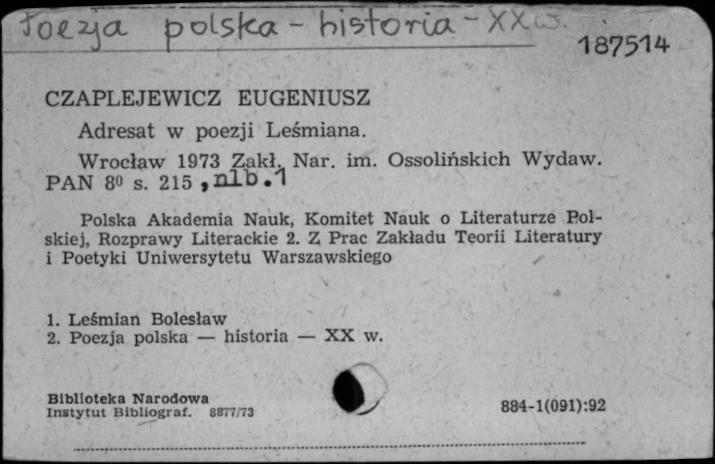 Poezja polska - historia - XX w.
187514
CZAPLEJEWICZ EUGENIUSZ
Adresat w poezji Leśmiana.
Wrocław 1973 Zakł. Nar. im. Ossolińskich Wydaw.
PAN 8⁰ s. 215 , nlb. 1
Polska Akademia Nauk, Komitet Nauk o Literaturze Pol-
skiej, Rozprawy Literackie 2. Z Prac Zakładu Teorii Literatury
i Poetyki Uniwersytetu Warszawskiego
1. Leśmian Bolesław
2. Poezja polska — historia — XX w.
Biblioteka Narodowa
Instytut Bibliograf. 8877/73
884-1(091):92